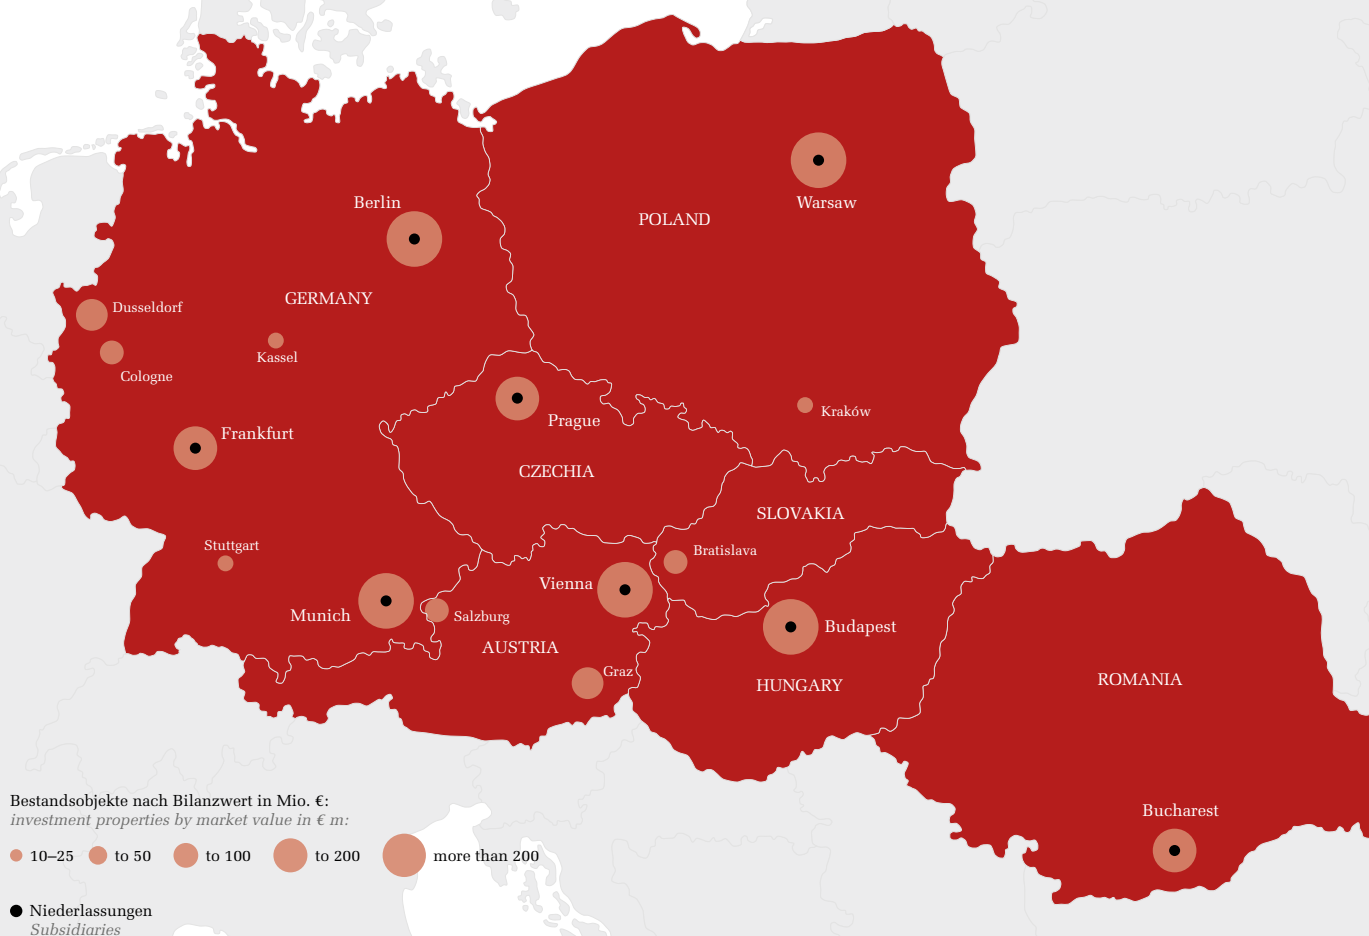 Berlin
Warsaw
POLAND
GERMANY
Dusseldorf
Kassel
Cologne
Kraków
Prague
Frankfurt
CZECHIA
SLOVAKIA
Stuttgart
Bratislava
Vienna
Munich
Salzburg
Budapest
AUSTRIA
Graz
HUNGARY
ROMANIA
Bucharest
Bestandsobjekte nach Bilanzwert in Mio. €:
investment properties by market value in € m:
10–25 to 50 to 100 to 200 more than 200
Niederlassungen
Subsidiaries